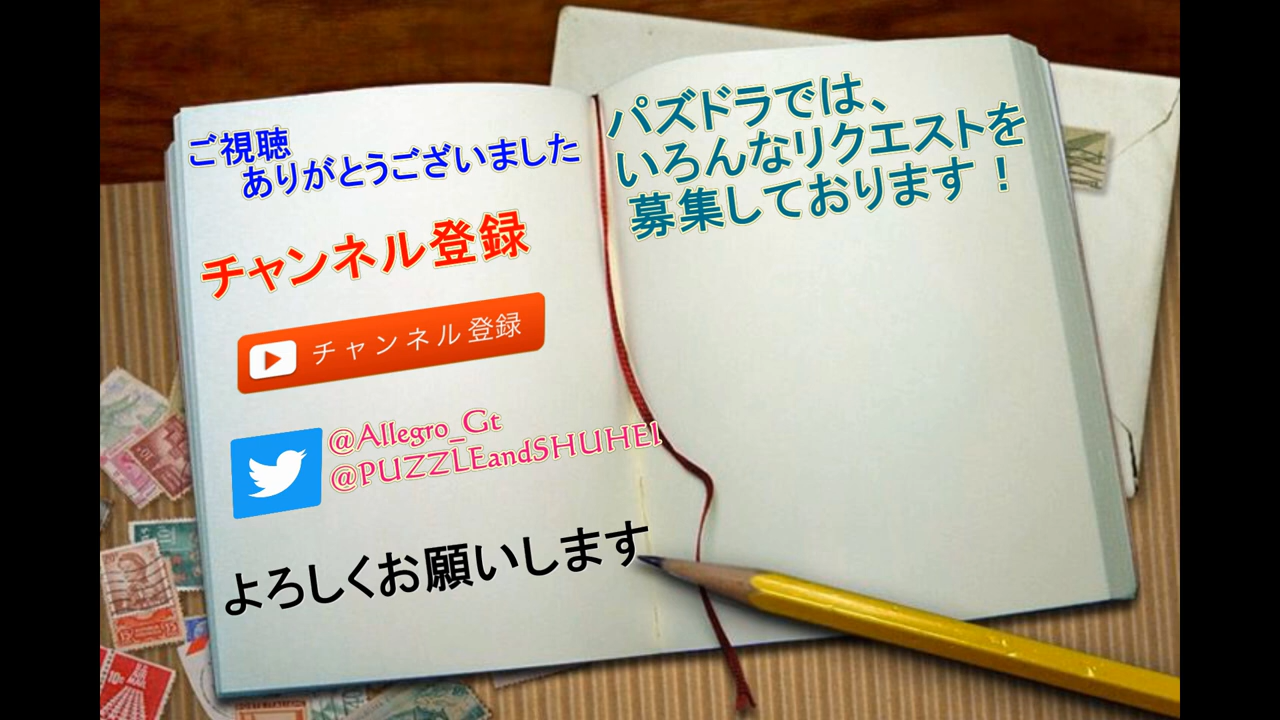 ご視聴
ありがとうございました
チャンネル登録
チャンネル登録
@Allegro_Gt
@PUZZLEandSHUHEI
よろしくお願いします
パズドラでは、
いろんなリクエストを
募集しております！